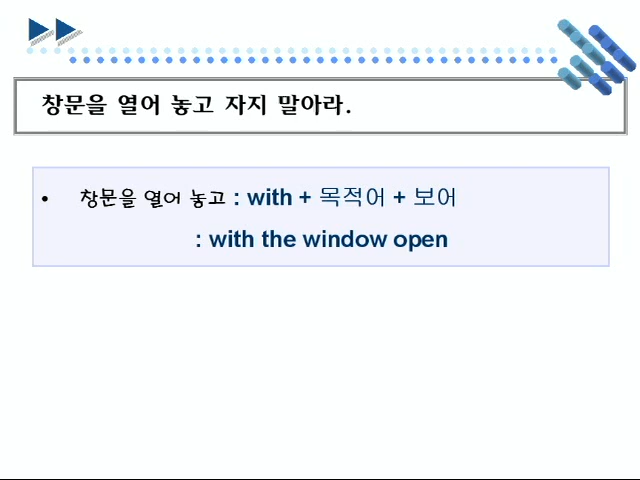 창문을 열어 놓고 자지 말아라.
• 창문을 열어 놓고 : with + 목적어 + 보어
: with the window open